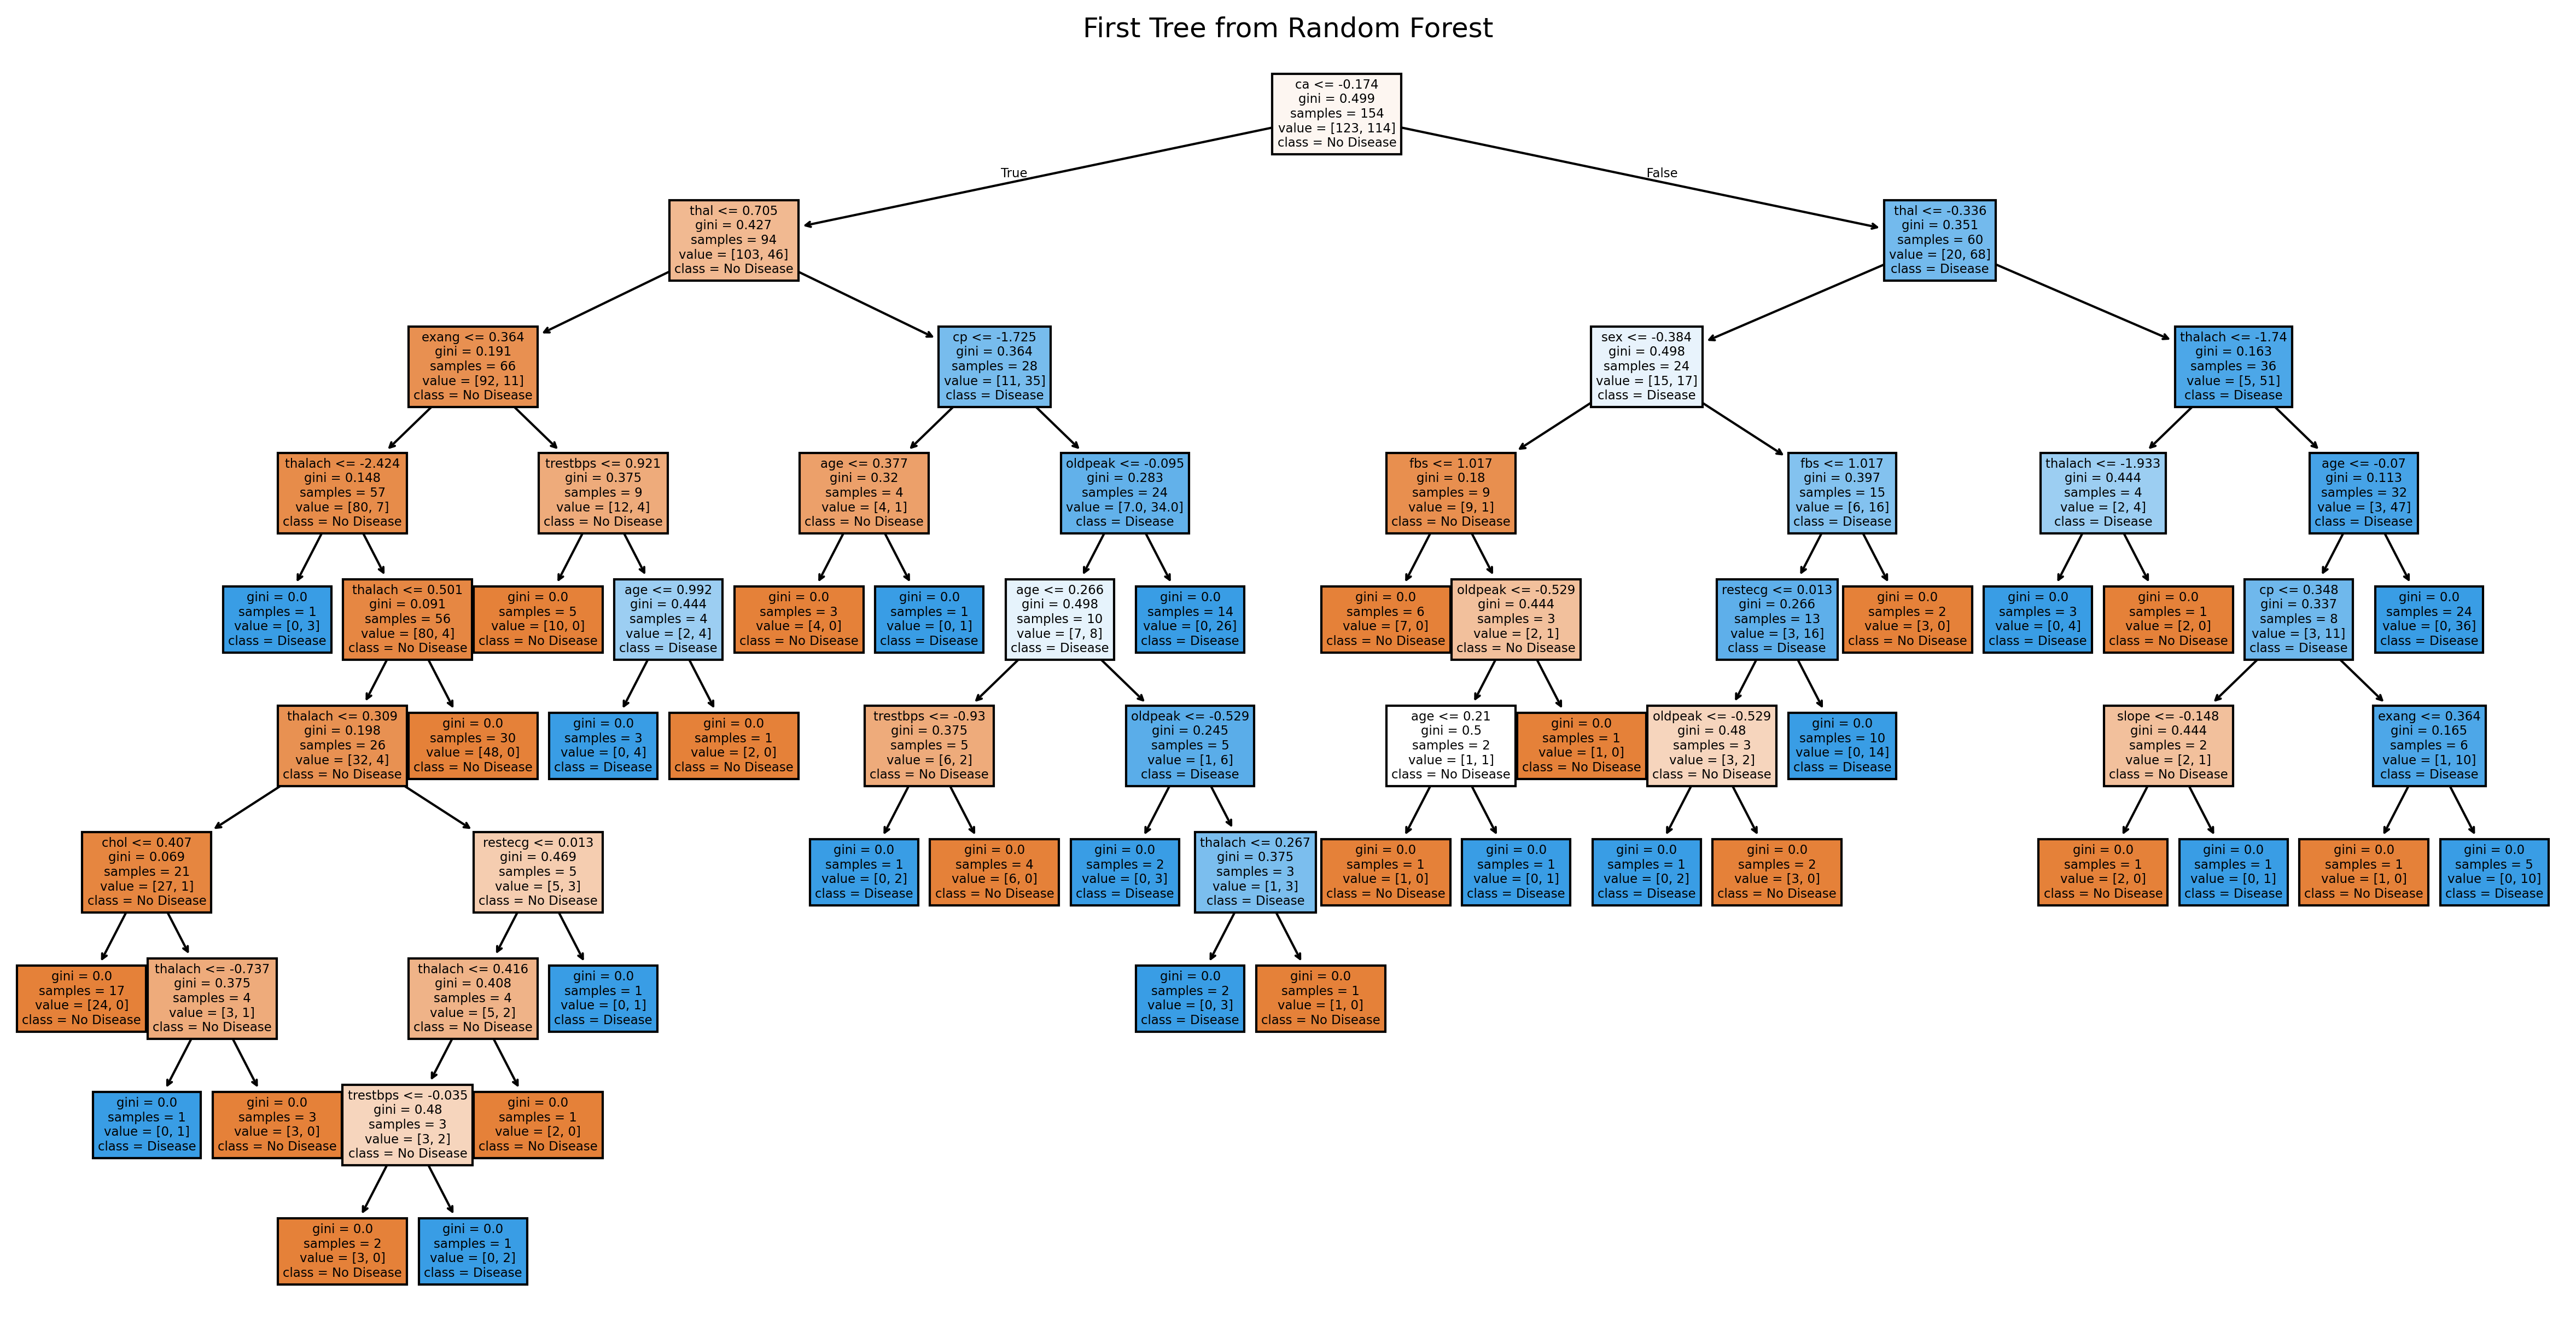 First Tree from Random Forest
ca <= -0.174
gini = 0.499
samples = 154
value = [123, 114]
class = No Disease
True
False
thal <= 0.705
gini = 0.427
samples = 94
value = [103, 46]
class = No Disease
thal <= -0.336
gini = 0.351
samples = 60
value = [20, 68]
class = Disease
exang <= 0.364
gini = 0.191
samples = 66
value = [92, 11]
class = No Disease
cp <= -1.725
gini = 0.364
samples = 28
value = [11, 35]
class = Disease
sex <= -0.384
gini = 0.498
samples = 24
value = [15, 17]
class = Disease
thalach <= -1.74
gini = 0.163
samples = 36
value = [5, 51]
class = Disease
thalach <= -2.424
gini = 0.148
samples = 57
value = [80, 7]
class = No Disease
trestbps <= 0.921
gini = 0.375
samples = 9
value = [12, 4]
class = No Disease
age <= 0.377
gini = 0.32
samples = 4
value = [4, 1]
class = No Disease
oldpeak <= -0.095
gini = 0.283
samples = 24
value = [7.0, 34.0]
class = Disease
fbs <= 1.017
gini = 0.18
samples = 9
value = [9, 1]
class = No Disease
fbs <= 1.017
gini = 0.397
samples = 15
value = [6, 16]
class = Disease
thalach <= -1.933
gini = 0.444
samples = 4
value = [2, 4]
class = Disease
age <= -0.07
gini = 0.113
samples = 32
value = [3, 47]
class = Disease
gini = 0.0
samples = 1
value = [0, 3]
class = Disease
thalach <= 0.501
gini = 0.091
samples = 56
value = [80, 4]
class = No Disease
gini = 0.0
samples = 5
value = [10, 0]
class = No Disease
age <= 0.992
gini = 0.444
samples = 4
value = [2, 4]
class = Disease
gini = 0.0
samples = 3
value = [4, 0]
class = No Disease
gini = 0.0
samples = 1
value = [0, 1]
class = Disease
age <= 0.266
gini = 0.498
samples = 10
value = [7, 8]
class = Disease
gini = 0.0
samples = 14
value = [0, 26]
class = Disease
gini = 0.0
samples = 6
value = [7, 0]
class = No Disease
oldpeak <= -0.529
gini = 0.444
samples = 3
value = [2, 1]
class = No Disease
restecg <= 0.013
gini = 0.266
samples = 13
value = [3, 16]
class = Disease
gini = 0.0
samples = 2
value = [3, 0]
class = No Disease
gini = 0.0
samples = 3
value = [0, 4]
class = Disease
gini = 0.0
samples = 1
value = [2, 0]
class = No Disease
cp <= 0.348
gini = 0.337
samples = 8
value = [3, 11]
class = Disease
gini = 0.0
samples = 24
value = [0, 36]
class = Disease
thalach <= 0.309
gini = 0.198
samples = 26
value = [32, 4]
class = No Disease
gini = 0.0
samples = 30
value = [48, 0]
class = No Disease
gini = 0.0
samples = 3
value = [0, 4]
class = Disease
gini = 0.0
samples = 1
value = [2, 0]
class = No Disease
trestbps <= -0.93
gini = 0.375
samples = 5
value = [6, 2]
class = No Disease
oldpeak <= -0.529
gini = 0.245
samples = 5
value = [1, 6]
class = Disease
age <= 0.21
gini = 0.5
samples = 2
value = [1, 1]
class = No Disease
gini = 0.0
samples = 1
value = [1, 0]
class = No Disease
oldpeak <= -0.529
gini = 0.48
samples = 3
value = [3, 2]
class = No Disease
gini = 0.0
samples = 10
value = [0, 14]
class = Disease
slope <= -0.148
gini = 0.444
samples = 2
value = [2, 1]
class = No Disease
exang <= 0.364
gini = 0.165
samples = 6
value = [1, 10]
class = Disease
chol <= 0.407
gini = 0.069
samples = 21
value = [27, 1]
class = No Disease
restecg <= 0.013
gini = 0.469
samples = 5
value = [5, 3]
class = No Disease
gini = 0.0
samples = 1
value = [0, 2]
class = Disease
gini = 0.0
samples = 4
value = [6, 0]
class = No Disease
gini = 0.0
samples = 2
value = [0, 3]
class = Disease
thalach <= 0.267
gini = 0.375
samples = 3
value = [1, 3]
class = Disease
gini = 0.0
samples = 1
value = [1, 0]
class = No Disease
gini = 0.0
samples = 1
value = [0, 1]
class = Disease
gini = 0.0
samples = 1
value = [0, 2]
class = Disease
gini = 0.0
samples = 2
value = [3, 0]
class = No Disease
gini = 0.0
samples = 1
value = [2, 0]
class = No Disease
gini = 0.0
samples = 1
value = [0, 1]
class = Disease
gini = 0.0
samples = 1
value = [1, 0]
class = No Disease
gini = 0.0
samples = 5
value = [0, 10]
class = Disease
gini = 0.0
samples = 17
value = [24, 0]
class = No Disease
thalach <= -0.737
gini = 0.375
samples = 4
value = [3, 1]
class = No Disease
thalach <= 0.416
gini = 0.408
samples = 4
value = [5, 2]
class = No Disease
gini = 0.0
samples = 1
value = [0, 1]
class = Disease
gini = 0.0
samples = 2
value = [0, 3]
class = Disease
gini = 0.0
samples = 1
value = [1, 0]
class = No Disease
gini = 0.0
samples = 1
value = [0, 1]
class = Disease
gini = 0.0
samples = 3
value = [3, 0]
class = No Disease
trestbps <= -0.035
gini = 0.48
samples = 3
value = [3, 2]
class = No Disease
gini = 0.0
samples = 1
value = [2, 0]
class = No Disease
gini = 0.0
samples = 2
value = [3, 0]
class = No Disease
gini = 0.0
samples = 1
value = [0, 2]
class = Disease